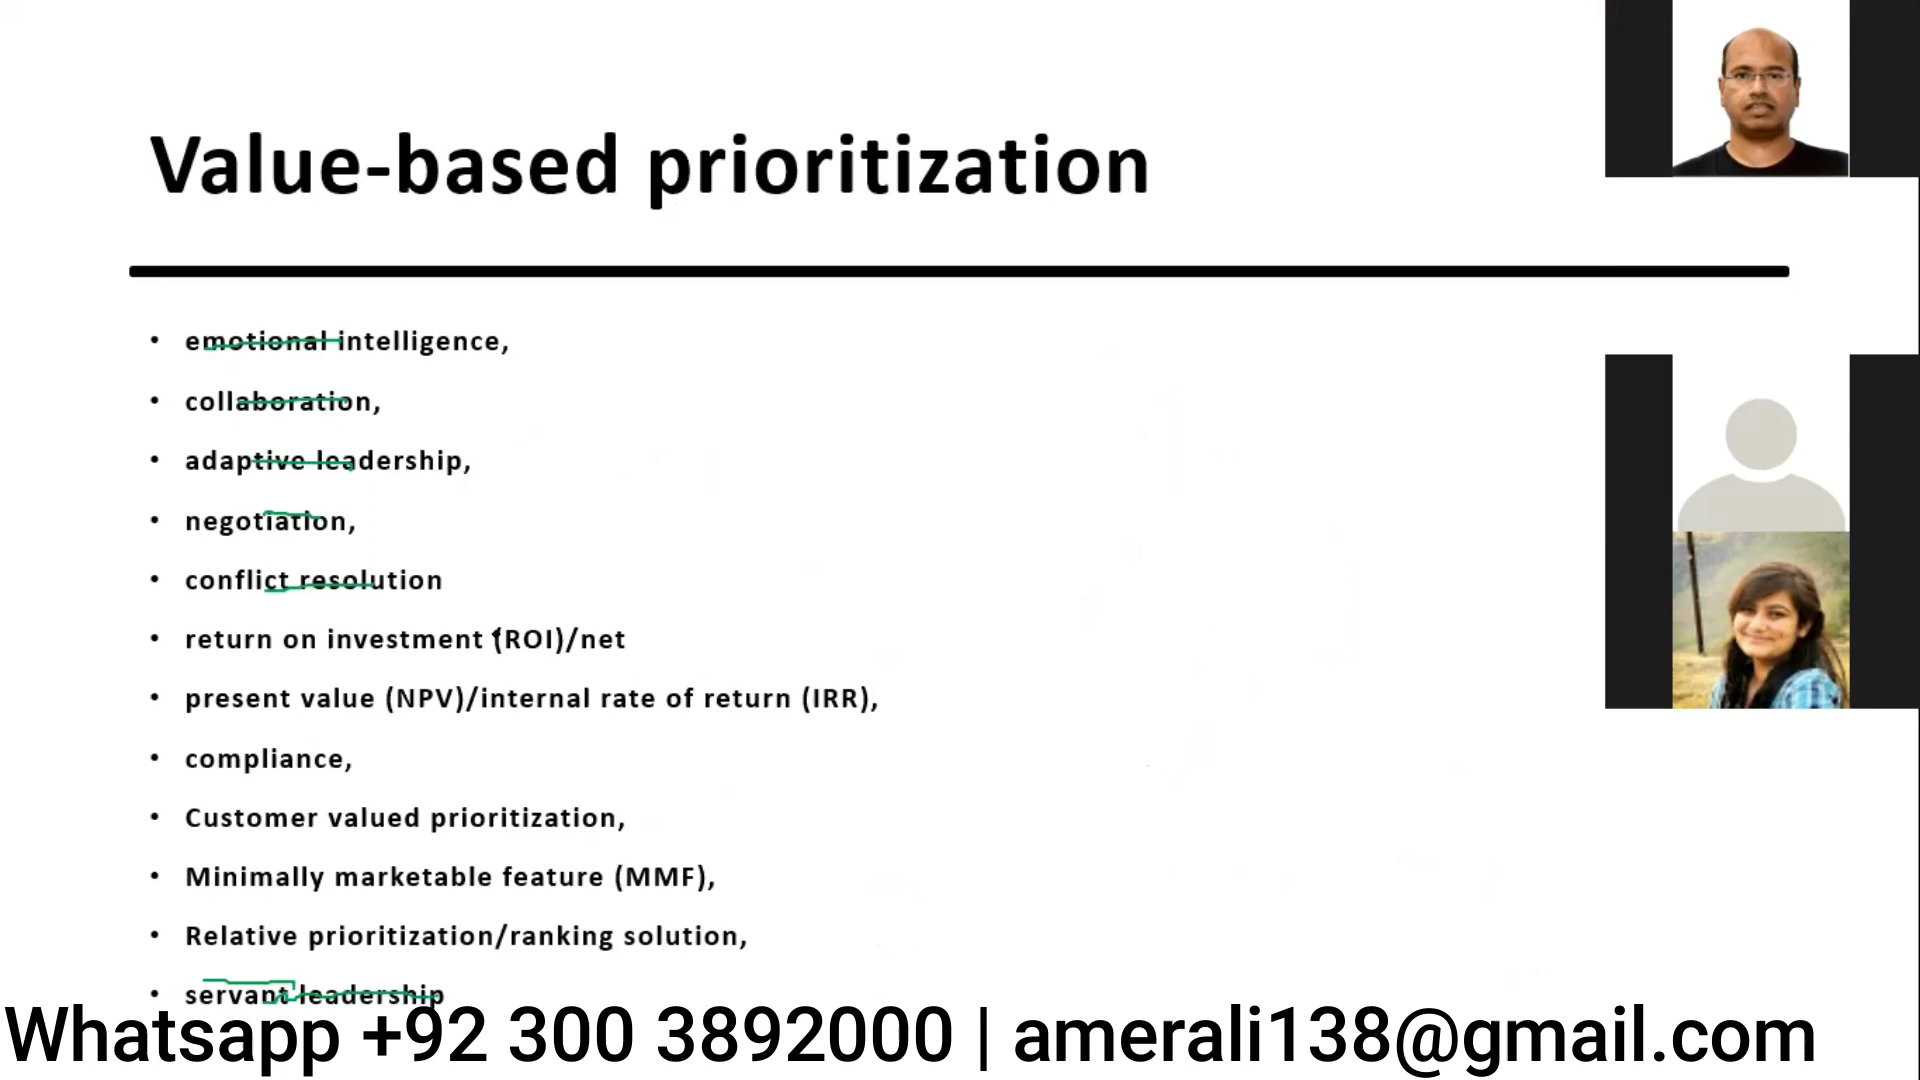 Value-based prioritization
• emotional intelligence,
• collaboration,
• adaptive leadership,
• negotiation,
• conflict resolution
• return on investment (ROI)/net
• present value (NPV)/internal rate of return (IRR),
• compliance,
• Customer valued prioritization,
• Minimally marketable feature (MMF),
• Relative prioritization/ranking solution,
• servant leadership
Whatsapp +92 300 3892000 | amerali138@gmail.com